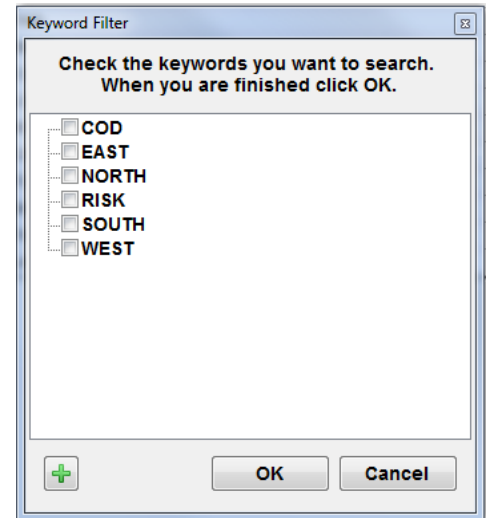 Keyword Filter
Check the keywords you want to search.
When you are finished click OK.
COD
EAST
NORTH
RISK
SOUTH
WEST
OK Cancel